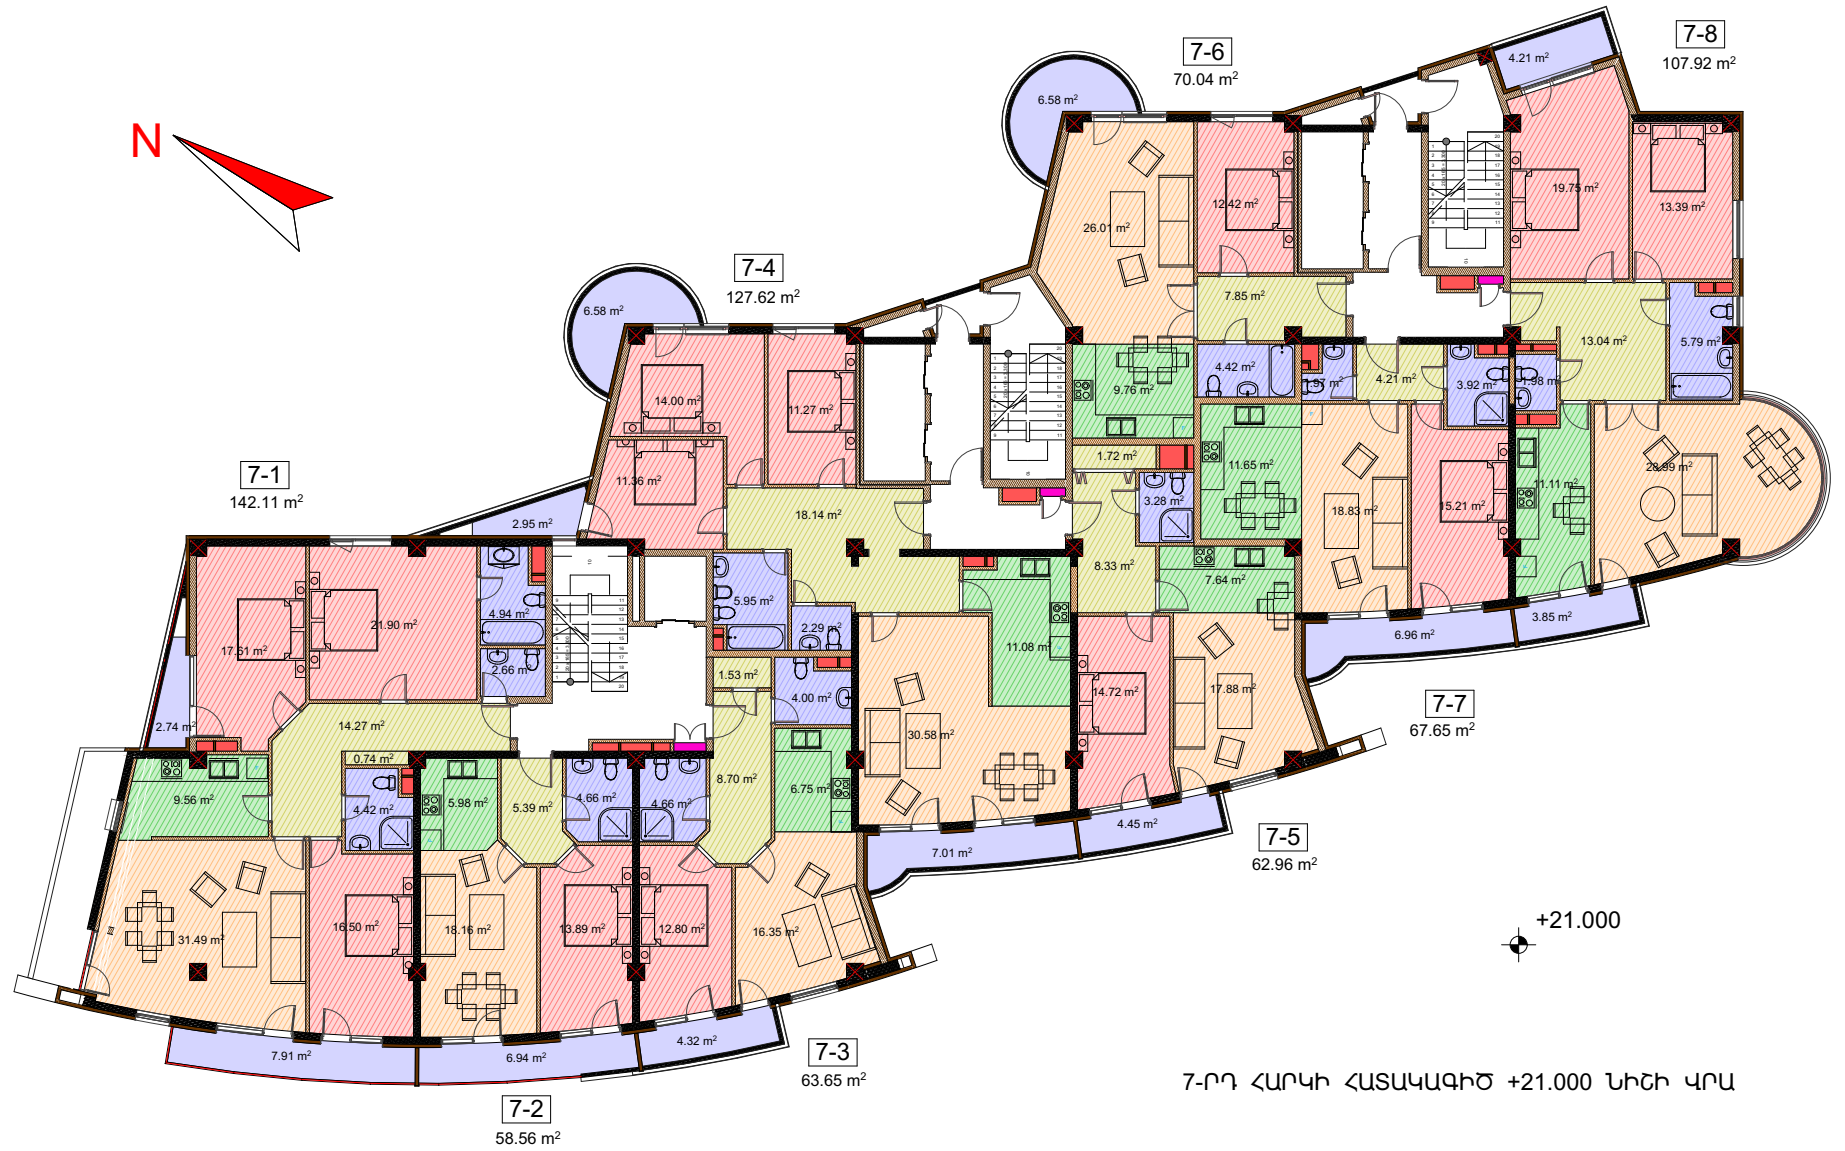 7-6
70.04 m²
7-8
107.92 m²
4.21 m²
6.58 m²
N
19.75 m²
13.39 m²
12.42 m²
26.01 m²
7-4
127.62 m²
7.85 m²
6.58 m²
13.04 m²
5.79 m²
4.42 m²
4.21 m²
3.92 m²
1.98 m²
9.76 m²
14.00 m²
11.27 m²
1.72 m²
11.65 m²
28.99 m²
7-1
142.11 m²
11.36 m²
11.11 m²
3.28 m²
18.83 m²
15.21 m²
2.95 m²
18.14 m²
8.33 m²
7.64 m²
5.95 m²
4.94 m²
21.90 m²
17.61 m²
2.29 m²
3.85 m²
6.96 m²
11.08 m²
2.66 m²
1.53 m²
4.00 m²
14.72 m²
17.88 m²
7-7
67.65 m²
2.74 m²
14.27 m²
30.58 m²
0.74 m²
8.70 m²
9.56 m²
4.42 m²
5.98 m²
5.39 m²
4.66 m²
4.66 m²
6.75 m²
4.45 m²
7-5
62.96 m²
7.01 m²
31.49 m²
16.50 m²
18.16 m²
13.89 m²
12.80 m²
16.35 m²
+21.000
7.91 m²
6.94 m²
4.32 m²
7-3
63.65 m²
7-ՐԴ ՀԱՐԿԻ ՀԱՏԱԿԱԳԻԾ +21.000 ՆԻՇԻ ՎՐԱ
7-2
58.56 m²